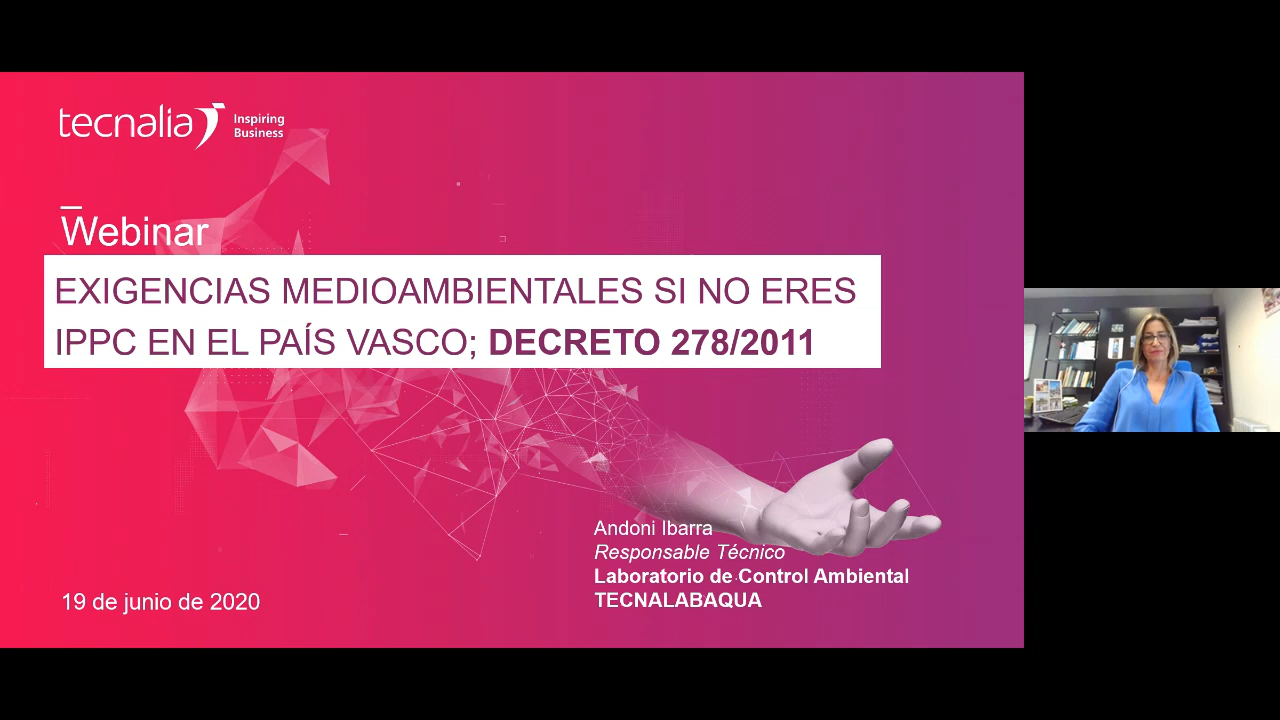 tecnalia Inspiring
Business
Webinar
EXIGENCIAS MEDIOAMBIENTALES SI NO ERES
IPPC EN EL PAÍS VASCO; DECRETO 278/2011
Andoni Ibarra
Responsable Técnico
Laboratorio de Control Ambiental
TECNALABAQUA
19 de junio de 2020